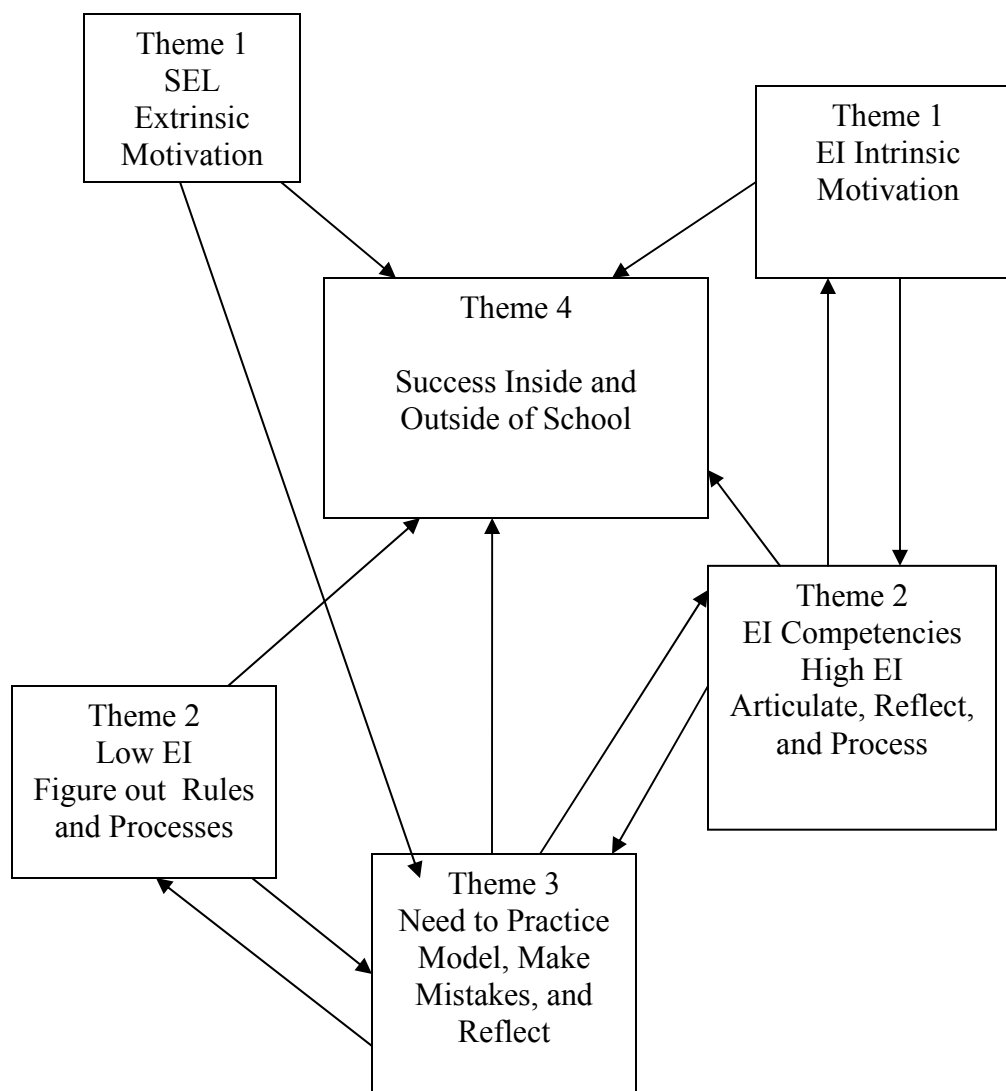 Theme 1
SEL
Extrinsic
Motivation
Theme 1
EI Intrinsic
Motivation
Theme 4
Success Inside and
Outside of School
Theme 2
EI Competencies
High EI
Articulate, Reflect,
and Process
Theme 2
Low EI
Figure out Rules
and Processes
Theme 3
Need to Practice
Model, Make
Mistakes, and
Reflect